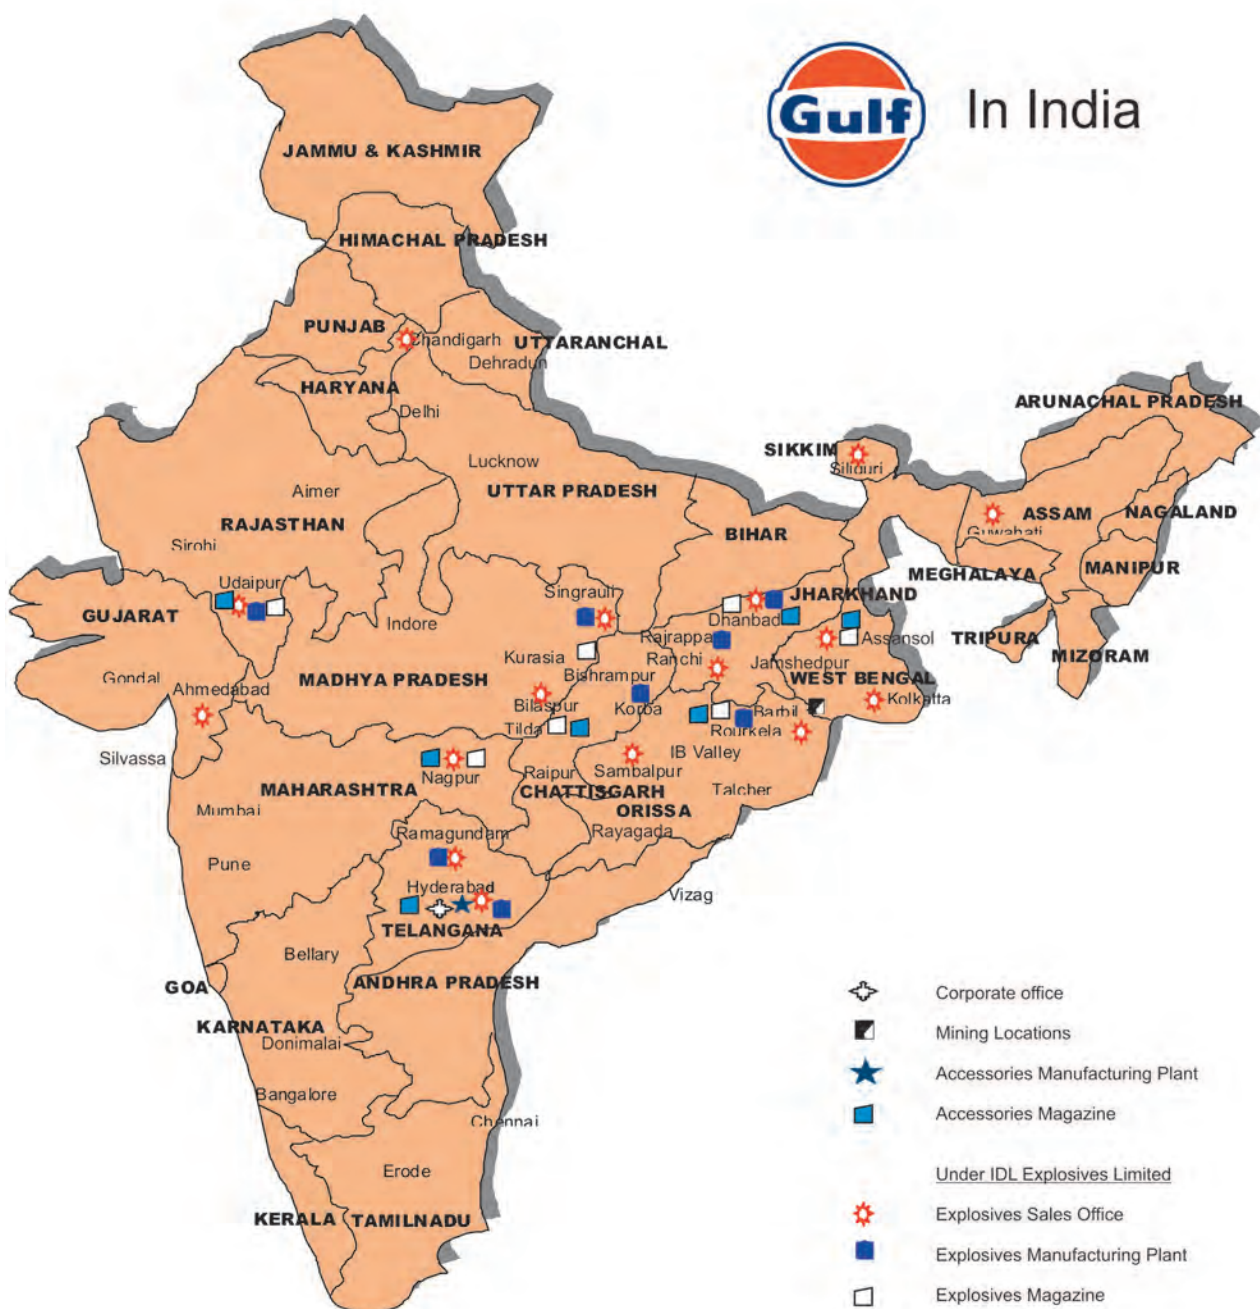 Gulf
In India
JAMMU & KASHMIR
HIMACHAL PRADESH
PUNJAB
Chandigarh
UTTARANCHAL
Dehradun
HARYANA
Delhi
ARUNACHAL PRADESH
SIKKIM
Siliguri
Lucknow
UTTAR PRADESH
Ajmer
RAJASTHAN
Sirohi
BIHAR
ASSAM
NAGALAND
Guwahati
MEGHALAYA
MANIPUR
Udaipur
Singrauli
JHARKHAND
GUJARAT
Dhanbad
Indore
Rajrappa
Assansol
TRIPURA
MIZORAM
Kurasia
Ranchi
Jamshedpur
Bishrampur
WEST BENGAL
Gondal
MADHYA PRADESH
Ahmedabad
Bilaspur
Korba
Barbil
Kolkatta
Tilda
Rourkela
Silvassa
IB Valley
Nagpur
Raipur
Sambalpur
MAHARASHTRA
CHATTISGARH
Talcher
ORISSA
Mumbai
Ramagundam
Rayagada
Pune
Hyderabad
Vizag
TELANGANA
Bellary
ANDHRA PRADESH
GOA
KARNATAKA
Donimalai
Bangalore
Chennai
Erode
KERALA
TAMILNADU
Corporate office
Mining Locations
Accessories Manufacturing Plant
Accessories Magazine
Under IDL Explosives Limited
Explosives Sales Office
Explosives Manufacturing Plant
Explosives Magazine